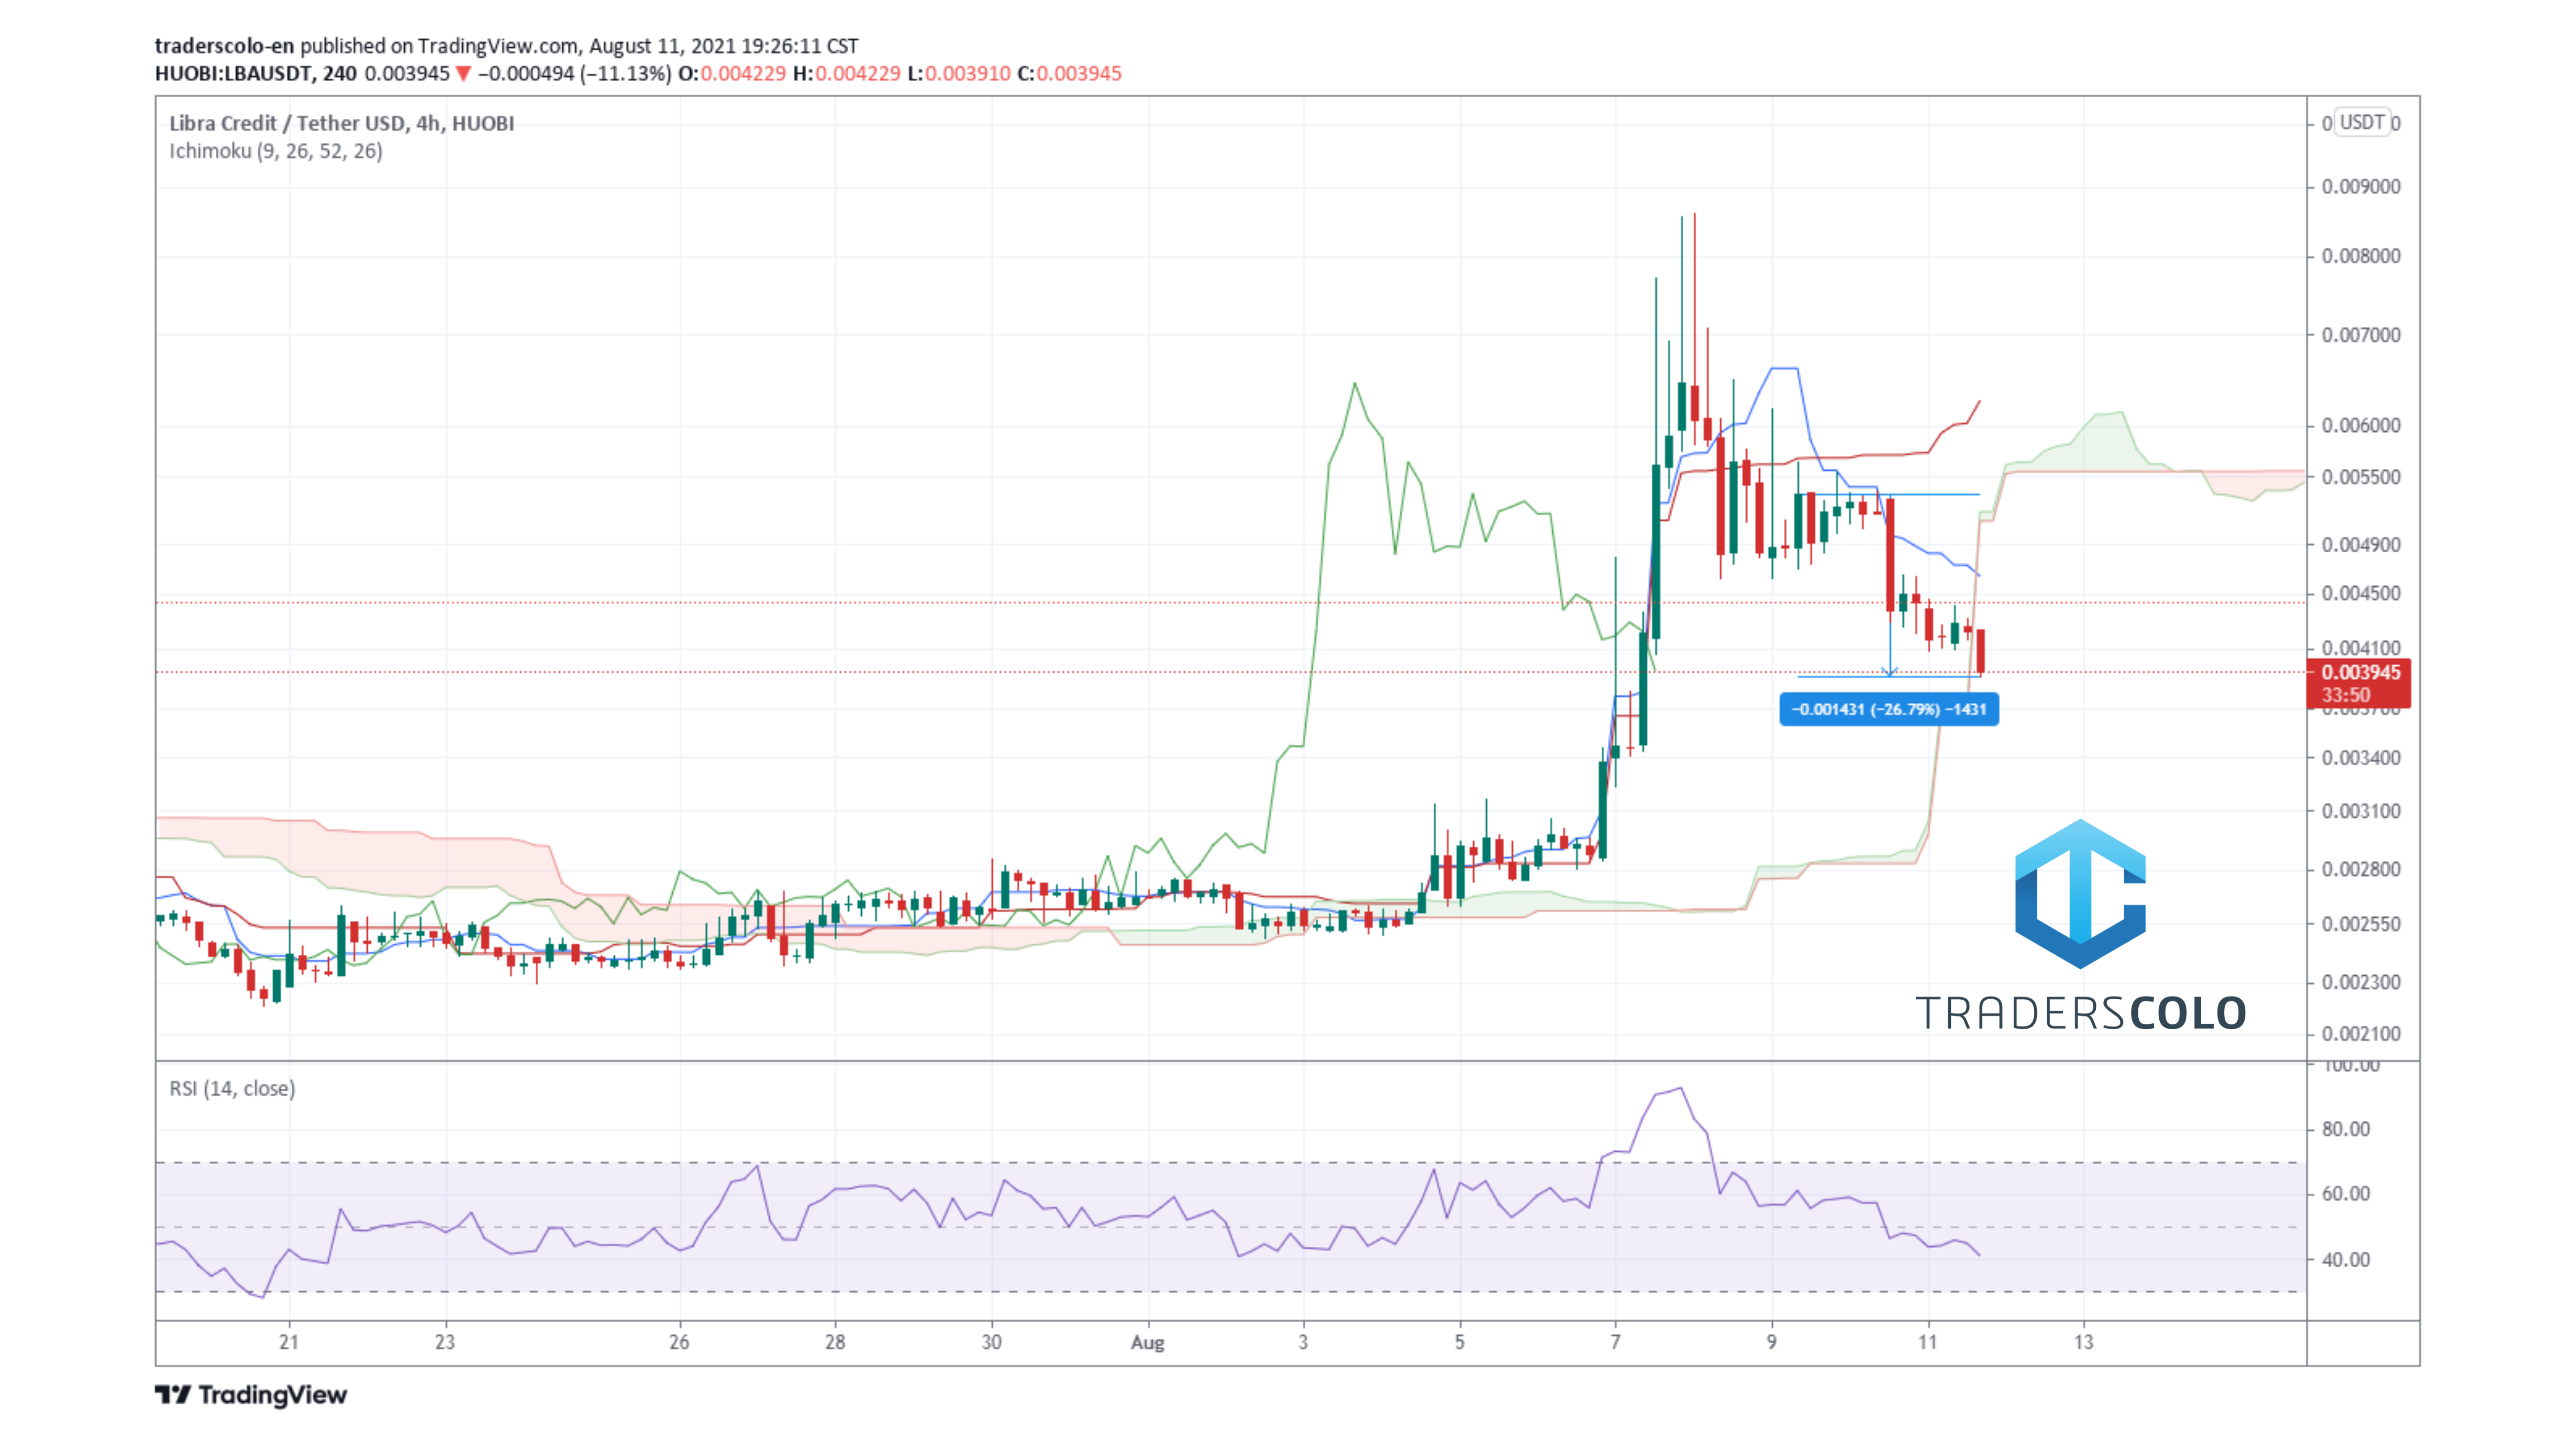 traderscolo-en published on TradingView.com, August 11, 2021 19:26:11 CST
HUOBI:LBAUSDT, 240 0.003945 ▼ −0.000494 (−11.13%) O:0.004229 H:0.004229 L:0.003910 C:0.003945
Libra Credit / Tether USD, 4h, HUOBI
Ichimoku (9, 26, 52, 26)
USDT
0.009000
0.008000
0.007000
0.006000
0.005500
0.004900
0.004500
0.004100
0.003945
33:50
−0.001431 (−26.79%) −1431
0.003400
0.003100
0.002800
0.002550
0.002300
0.002100
TRADERSCOLO
RSI (14, close)
100.00
80.00
60.00
40.00
21 23 26 28 30 Aug 3 5 7 9 11 13
TradingView